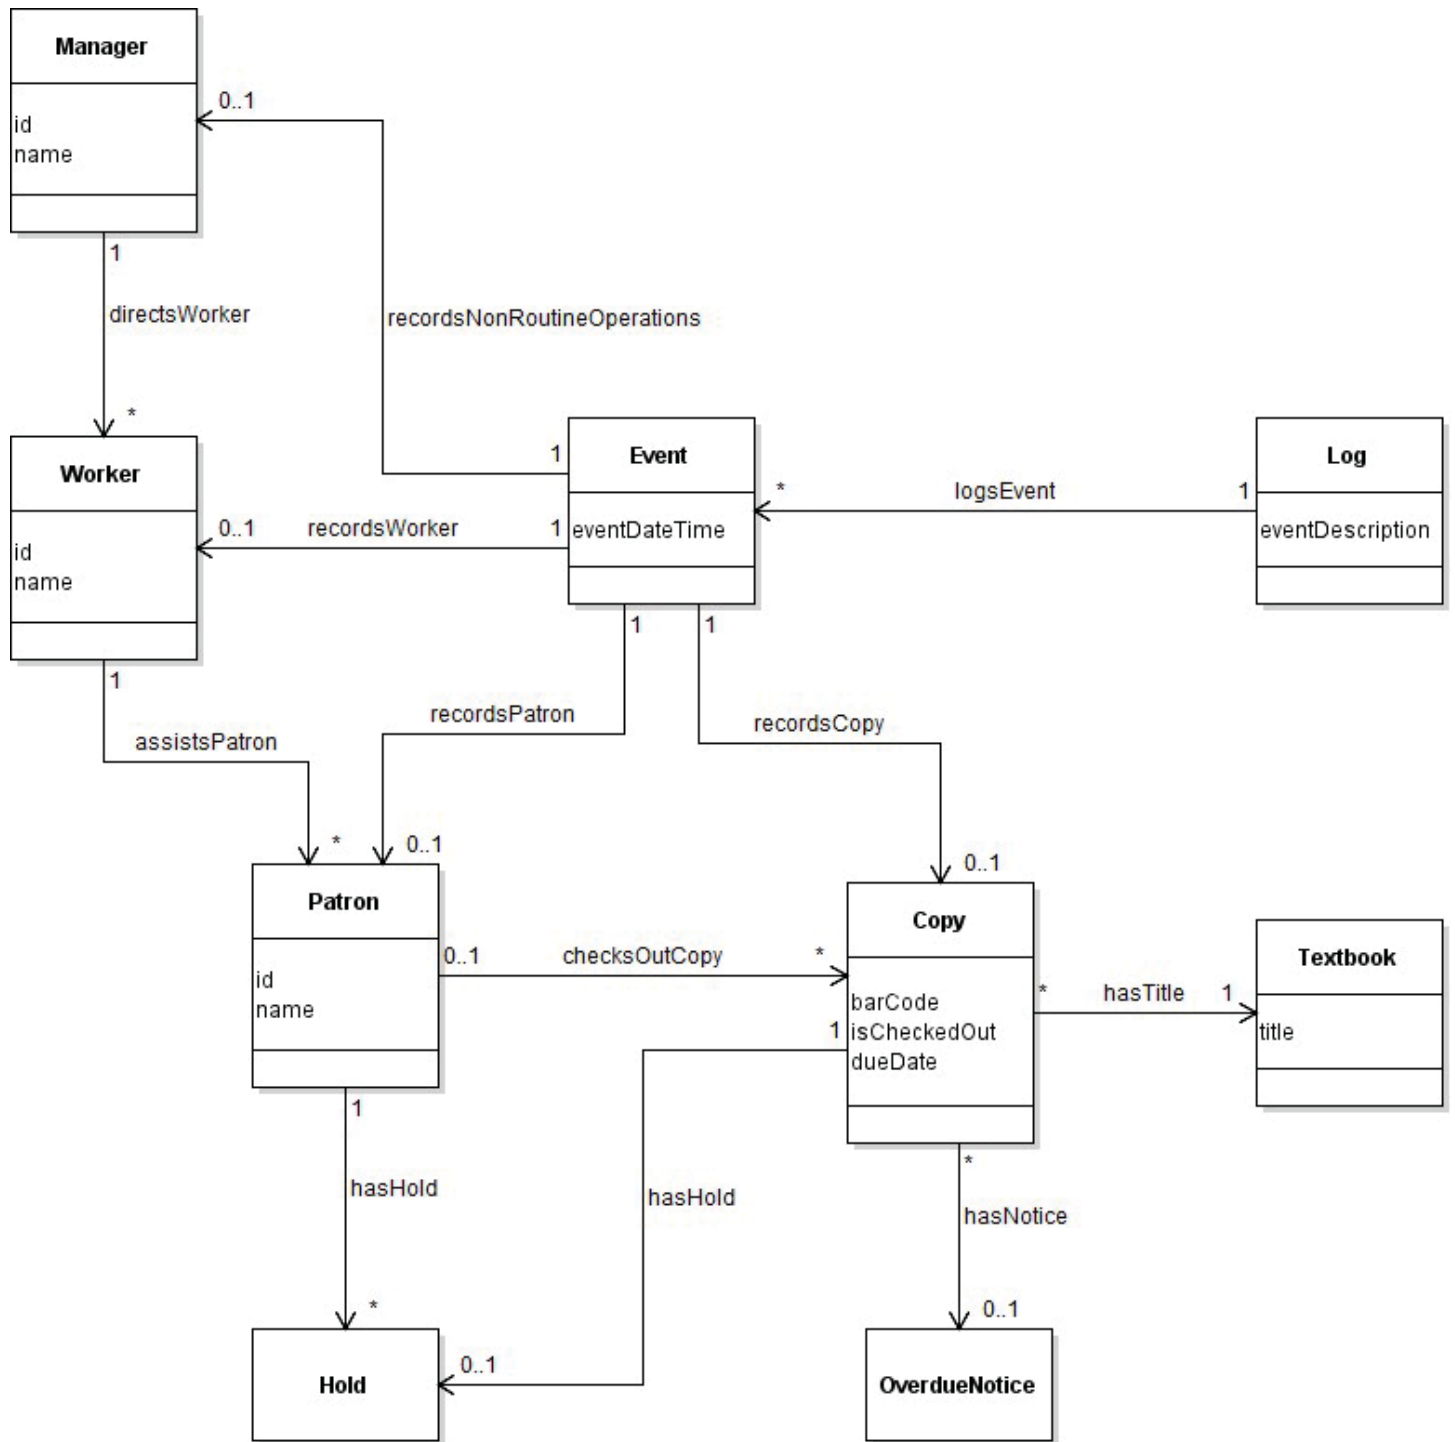 Manager
id
name
0..1
1
directsWorker
recordsNonRoutineOperations
*
Worker
id
name
0..1
recordsWorker
1
1
Event
eventDateTime
*
logsEvent
1
Log
eventDescription
1
1
1
assistsPatron
recordsPatron
recordsCopy
*
0..1
0..1
Patron
id
name
0..1
checksOutCopy
*
Copy
barCode
isCheckedOut
dueDate
1
*
hasTitle
1
Textbook
title
1
hasHold
hasHold
*
hasNotice
*
0..1
0..1
Hold
OverdueNotice